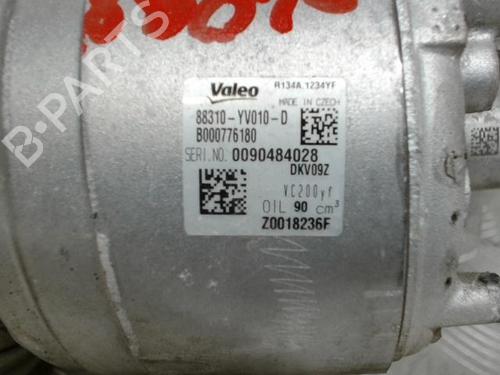 Valeo R134A.1234YF
MADE IN CZECH
88310-YV010-D
B000776180
SERI.NO. 0090484028
DKV09Z
VC200yf
OIL 90 cm³
Z0018236F
B-PARTS